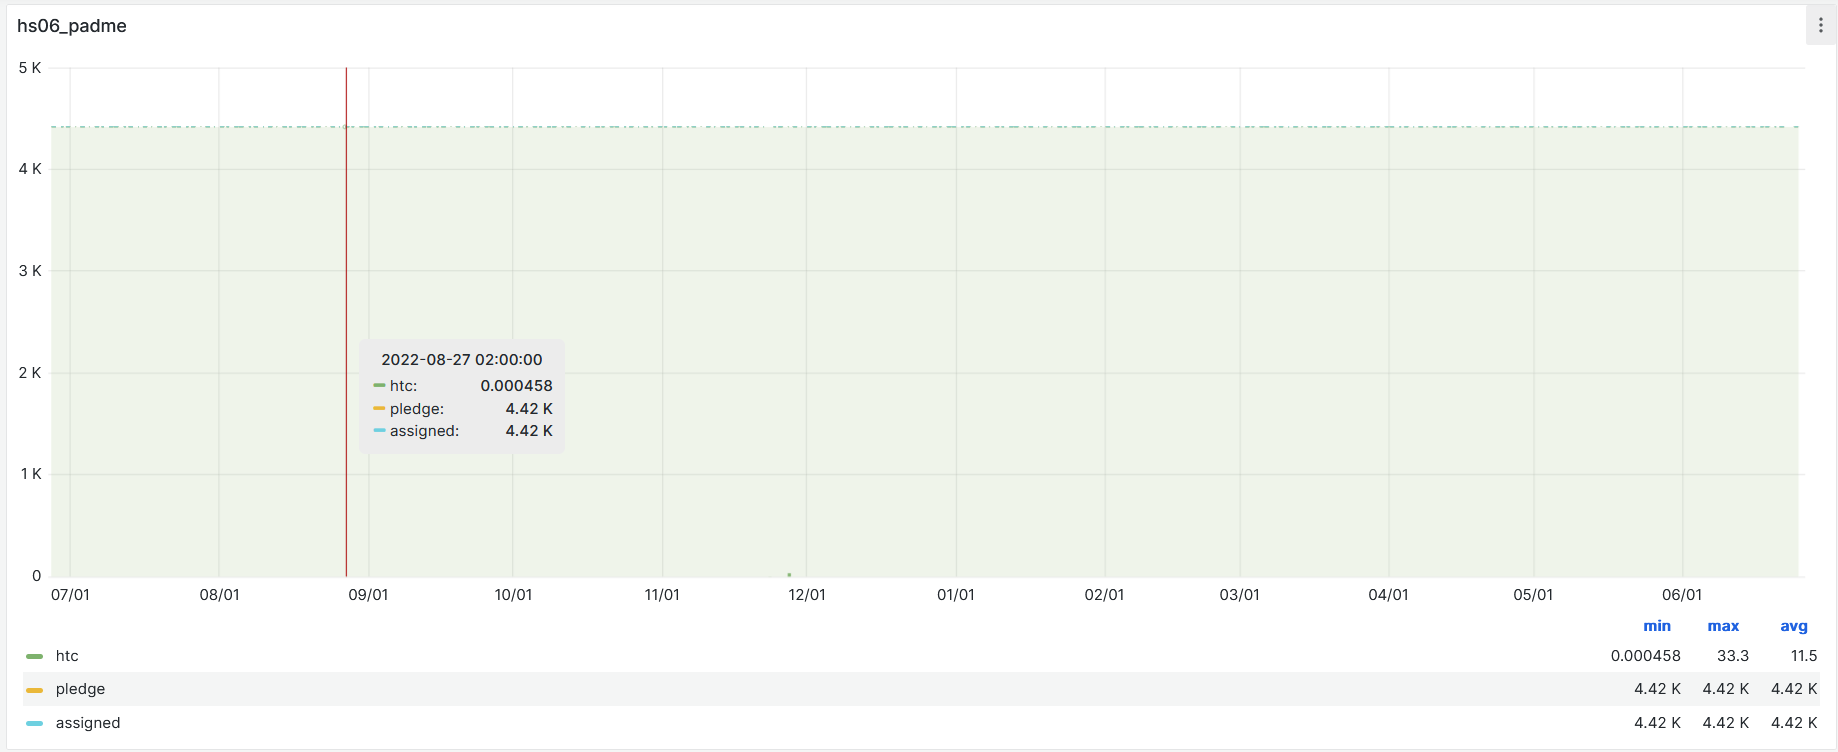 hs06_padme
5 K
4 K
3 K
2 K
1 K
0
2022-08-27 02:00:00
htc: 0.000458
pledge: 4.42 K
assigned: 4.42 K
07/01 08/01 09/01 10/01 11/01 12/01 01/01 02/01 03/01 04/01 05/01 06/01
min max avg
htc 0.000458 33.3 11.5
pledge 4.42 K 4.42 K 4.42 K
assigned 4.42 K 4.42 K 4.42 K